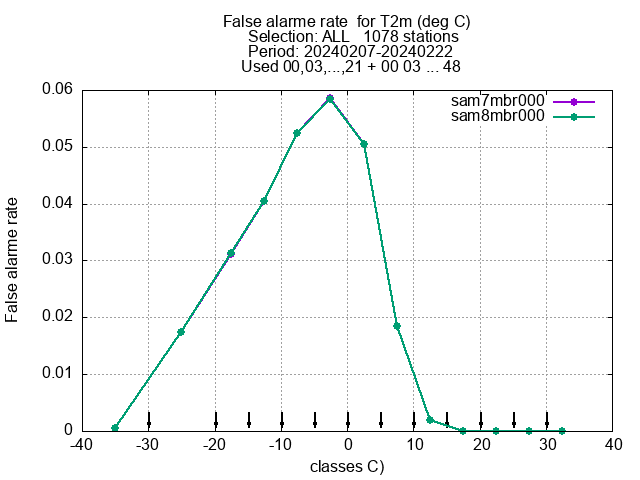 False alarme rate  for T2m (deg C)
Selection: ALL   1078 stations
Period: 20240207-20240222
Used 00,03,...,21 + 00 03 ... 48
sam7mbr000
sam8mbr000
0.06
0.05
0.04
0.03
0.02
0.01
0
False alarme rate
-40 -30 -20 -10 0 10 20 30 40
classes C)